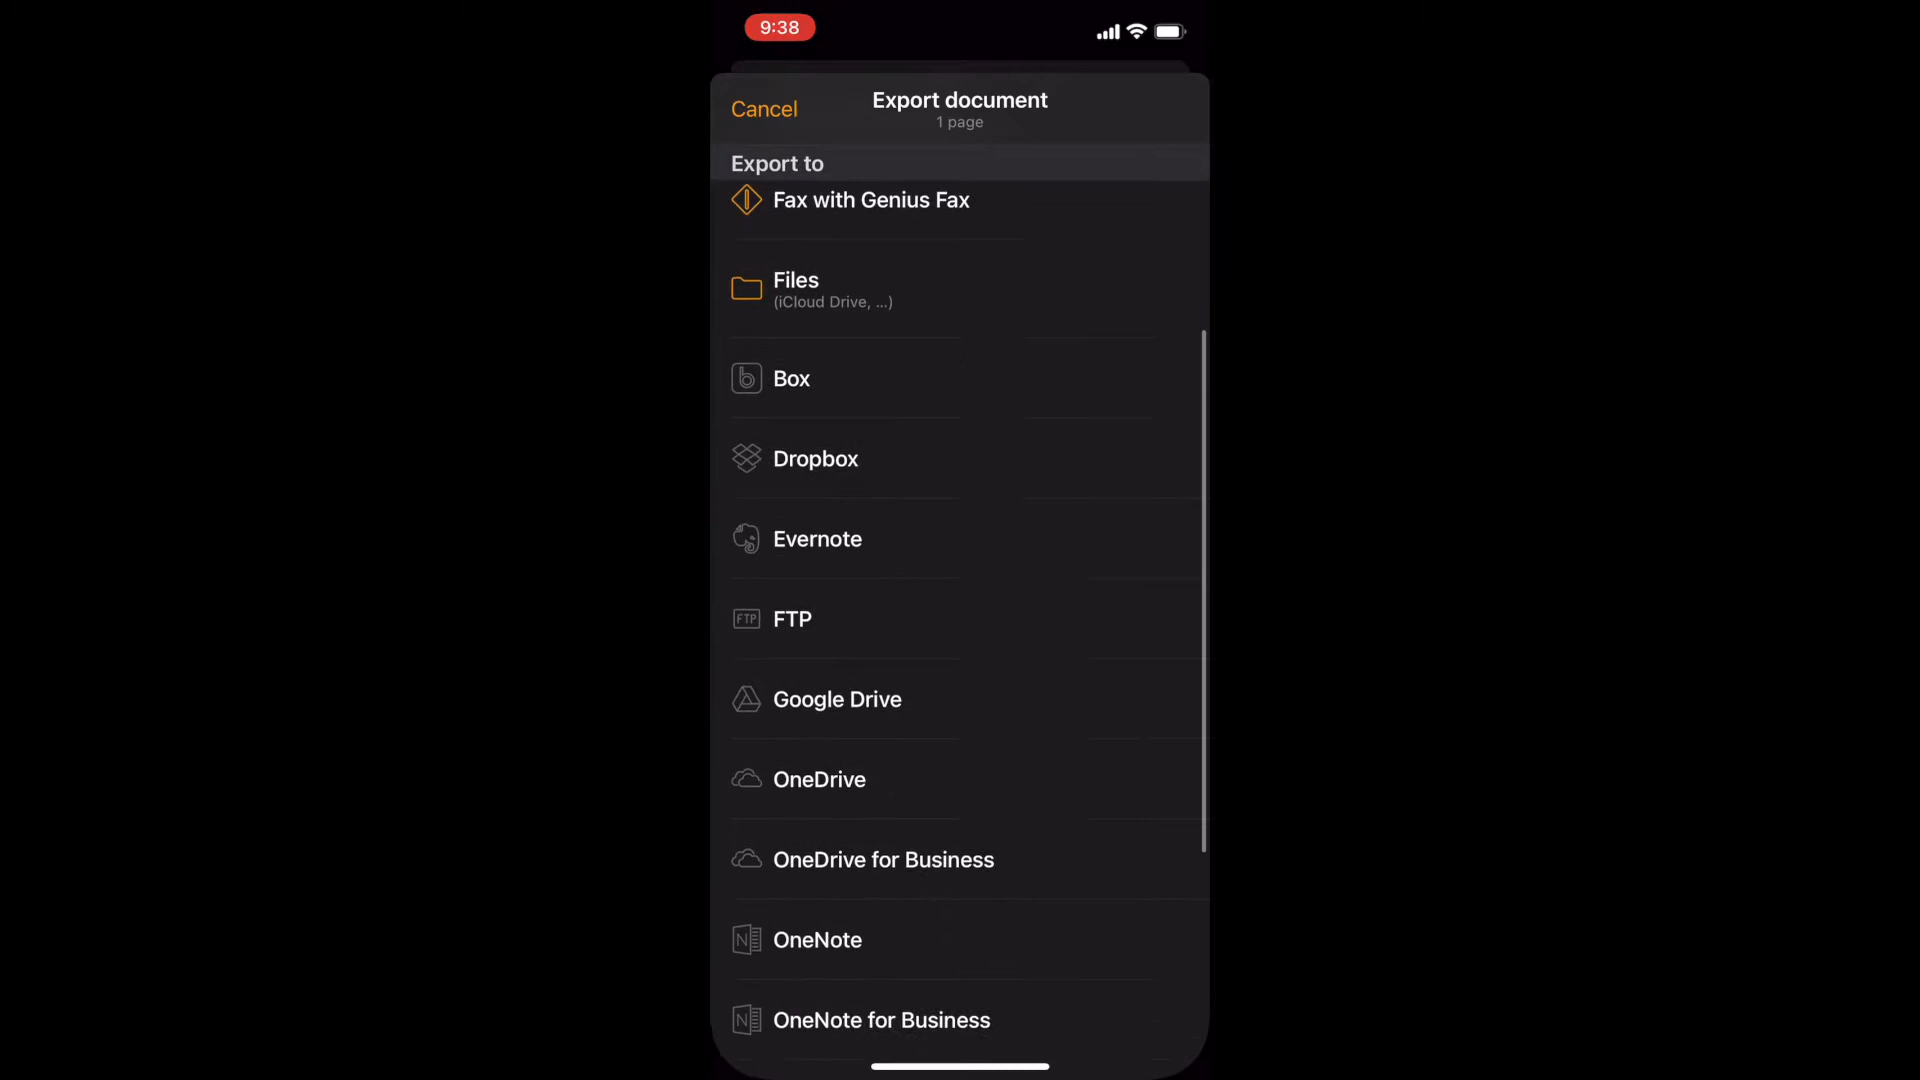 9:38
Cancel
Export document
1 page
Export to
Fax with Genius Fax
Files
(iCloud Drive, ...)
Box
Dropbox
Evernote
FTP
FTP
Google Drive
OneDrive
OneDrive for Business
N
OneNote
N
OneNote for Business